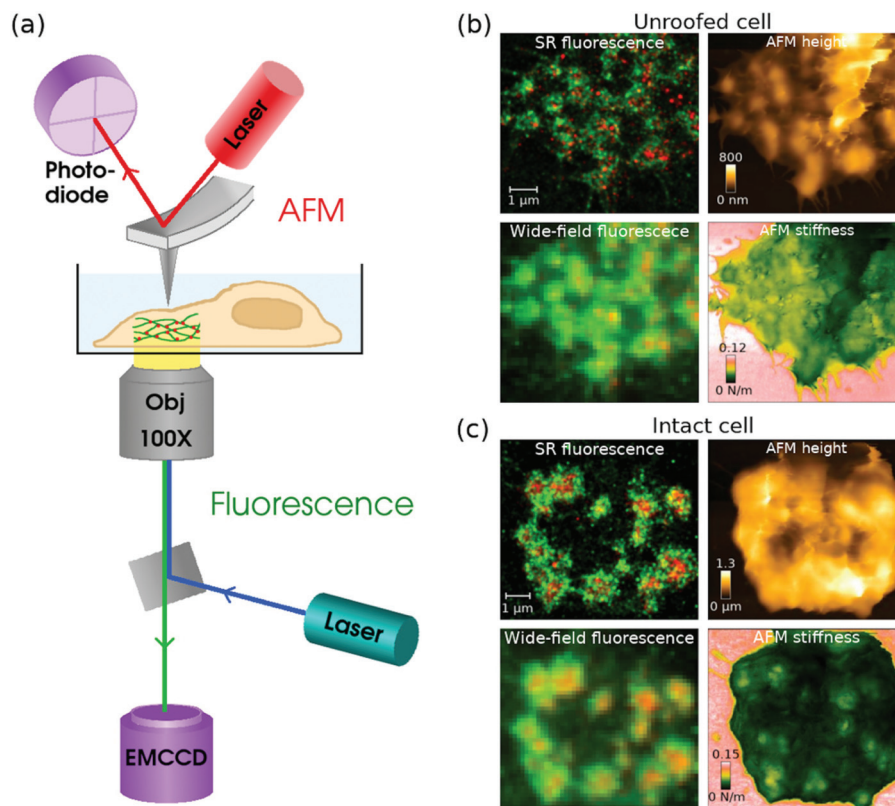 (a)
Laser
Photo-
diode
AFM
Obj
100X
Fluorescence
Laser
EMCCD
(b)
Unroofed cell
SR fluorescence
AFM height
1 µm
800
0 nm
Wide-field fluorescece
AFM stiffness
0.12
0 N/m
(c)
Intact cell
SR fluorescence
AFM height
1 µm
1.3
0 µm
Wide-field fluorescence
AFM stiffness
0.15
0 N/m